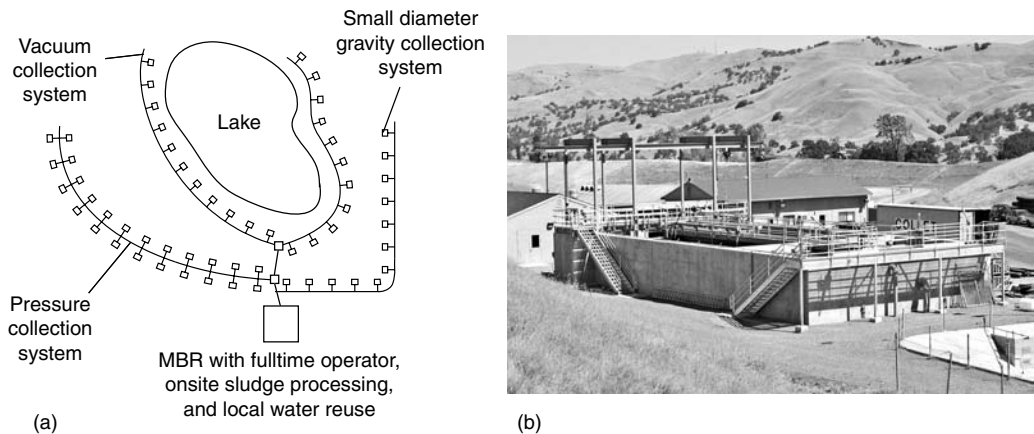 Vacuum
collection
system
Small diameter
gravity collection
system
Lake
Pressure
collection
system
MBR with fulltime operator,
onsite sludge processing,
and local water reuse
(a)
(b)